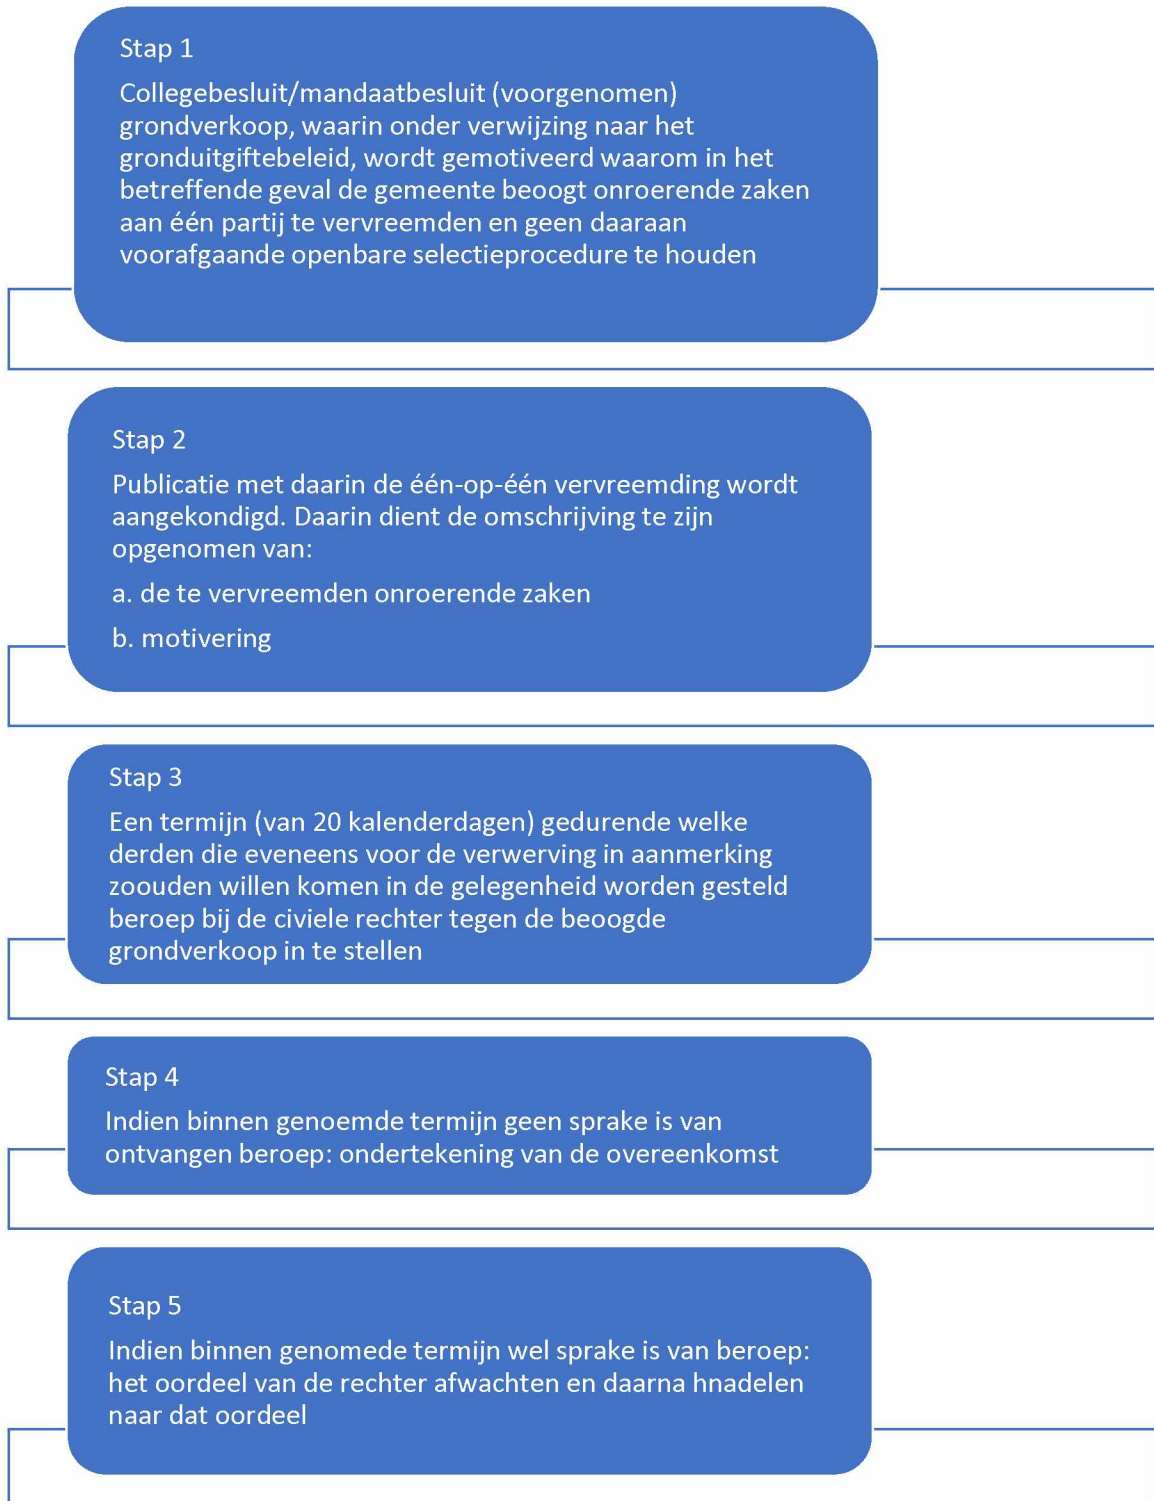 Stap 1
Collegebesluit/mandaatbesluit (voorgenomen)
grondverkoop, waarin onder verwijzing naar het
gronduitgiftebeleid, wordt gemotiveerd waarom in het
betreffende geval de gemeente beoogt onroerende zaken
aan één partij te vervreemden en geen daaraan
voorafgaande openbare selectieprocedure te houden
Stap 2
Publicatie met daarin de één-op-één vervreemding wordt
aangekondigd. Daarin dient de omschrijving te zijn
opgenomen van:
a. de te vervreemden onroerende zaken
b. motivering
Stap 3
Een termijn (van 20 kalenderdagen) gedurende welke
derden die eveneens voor de verwerving in aanmerking
zoouden willen komen in de gelegenheid worden gesteld
beroep bij de civiele rechter tegen de beoogde
grondverkoop in te stellen
Stap 4
Indien binnen genoemde termijn geen sprake is van
ontvangen beroep: ondertekening van de overeenkomst
Stap 5
Indien binnen genomede termijn wel sprake is van beroep:
het oordeel van de rechter afwachten en daarna hnadelen
naar dat oordeel